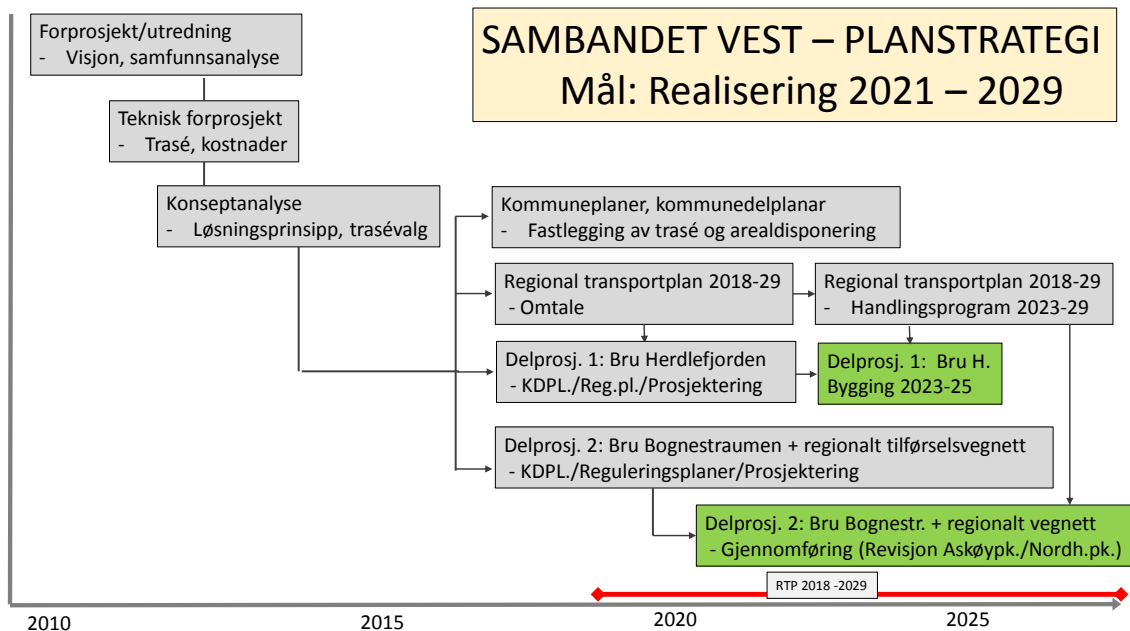 SAMBANDET VEST – PLANSTRATEGI
Mål: Realisering 2021 – 2029
Forprosjekt/utredning
- Visjon, samfunnsanalyse
Teknisk forprosjekt
- Trasé, kostnader
Konseptanalyse
- Løsningsprinsipp, trasévalg
Kommuneplaner, kommunedelplanar
- Fastlegging av trasé og arealdisponering
Regional transportplan 2018-29
- Omtale
Regional transportplan 2018-29
- Handlingsprogram 2023-29
Delprosj. 1: Bru Herdlefjorden
- KDPL./Reg.pl./Prosjektering
Delprosj. 1: Bru H.
Bygging 2023-25
Delprosj. 2: Bru Bognestraumen + regionalt tilførselsvegnett
- KDPL./Reguleringsplaner/Prosjektering
Delprosj. 2: Bru Bognestr. + regionalt vegnett
- Gjennomføring (Revisjon Askøypk./Nordh.pk.)
RTP 2018 -2029
2010
2015
2020
2025